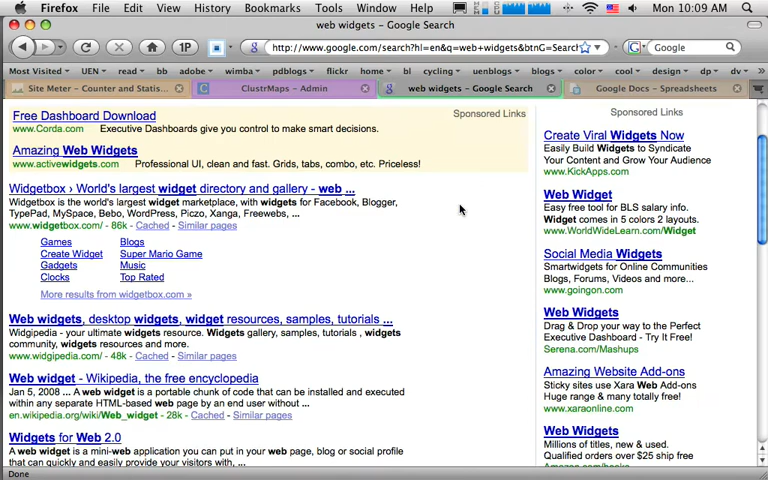 Firefox File Edit View History Bookmarks Tools Window Help Mon 10:09 AM
web widgets - Google Search
1P http://www.google.com/search?hl=en&q=web+widgets&btnG=Search Google
Most Visited UEN read bb adobe wimba pdblogs flickr home bl cycling uenblogs blogs color cool design dp dv
Site Meter - Counter and Statis...
ClustrMaps - Admin
web widgets - Google Search
Google Docs - Spreadsheets
Free Dashboard Download
Sponsored Links
www.Corda.com Executive Dashboards give you control to make smart decisions.
Amazing Web Widgets
www.activewidgets.com Professional UI, clean and fast. Grids, tabs, combo, etc. Priceless!
Widgetbox › World's largest widget directory and gallery - web ...
Widgetbox is the world's largest widget marketplace, with widgets for Facebook, Blogger,
TypePad, MySpace, Bebo, WordPress, Piczo, Xanga, Freewebs, ...
www.widgetbox.com/ - 86k - Cached - Similar pages
Games Blogs
Create Widget Super Mario Game
Gadgets Music
Clocks Top Rated
More results from widgetbox.com »
Web widgets, desktop widgets, widget resources, samples, tutorials ...
Widgipedia - your ultimate widgets resource. Widgets gallery, samples, tutorials , widgets
community, widgets resources and more.
www.widgipedia.com/ - 48k - Cached - Similar pages
Web widget - Wikipedia, the free encyclopedia
Jan 5, 2008 ... A web widget is a portable chunk of code that can be installed and executed
within any separate HTML-based web page by an end user without ...
en.wikipedia.org/wiki/Web_widget - 28k - Cached - Similar pages
Widgets for Web 2.0
A web widget is a mini-web application you can put in your web page, blog or social profile
that can quickly and easily provide your visitors with, ...
Sponsored Links
Create Viral Widgets Now
Easily Build Widgets to Syndicate
Your Content and Grow Your Audience
www.KickApps.com
Web Widget
Easy free tool for BLS salary info.
Widget comes in 5 colors 2 layouts.
www.WorldWideLearn.com/Widget
Social Media Widgets
Smartwidgets for Online Communities
Blogs, Forums, Videos and more...
www.goingon.com
Web Widgets
Drag & Drop your way to the Perfect
Executive Dashboard - Try It Free!
Serena.com/Mashups
Amazing Website Add-ons
Sticky sites use Xara Web Add-ons
Huge range & many totally free!
www.xaraonline.com
Web Widgets
Millions of titles, new & used.
Qualified orders over $25 ship free
Amazon.com/books
Done